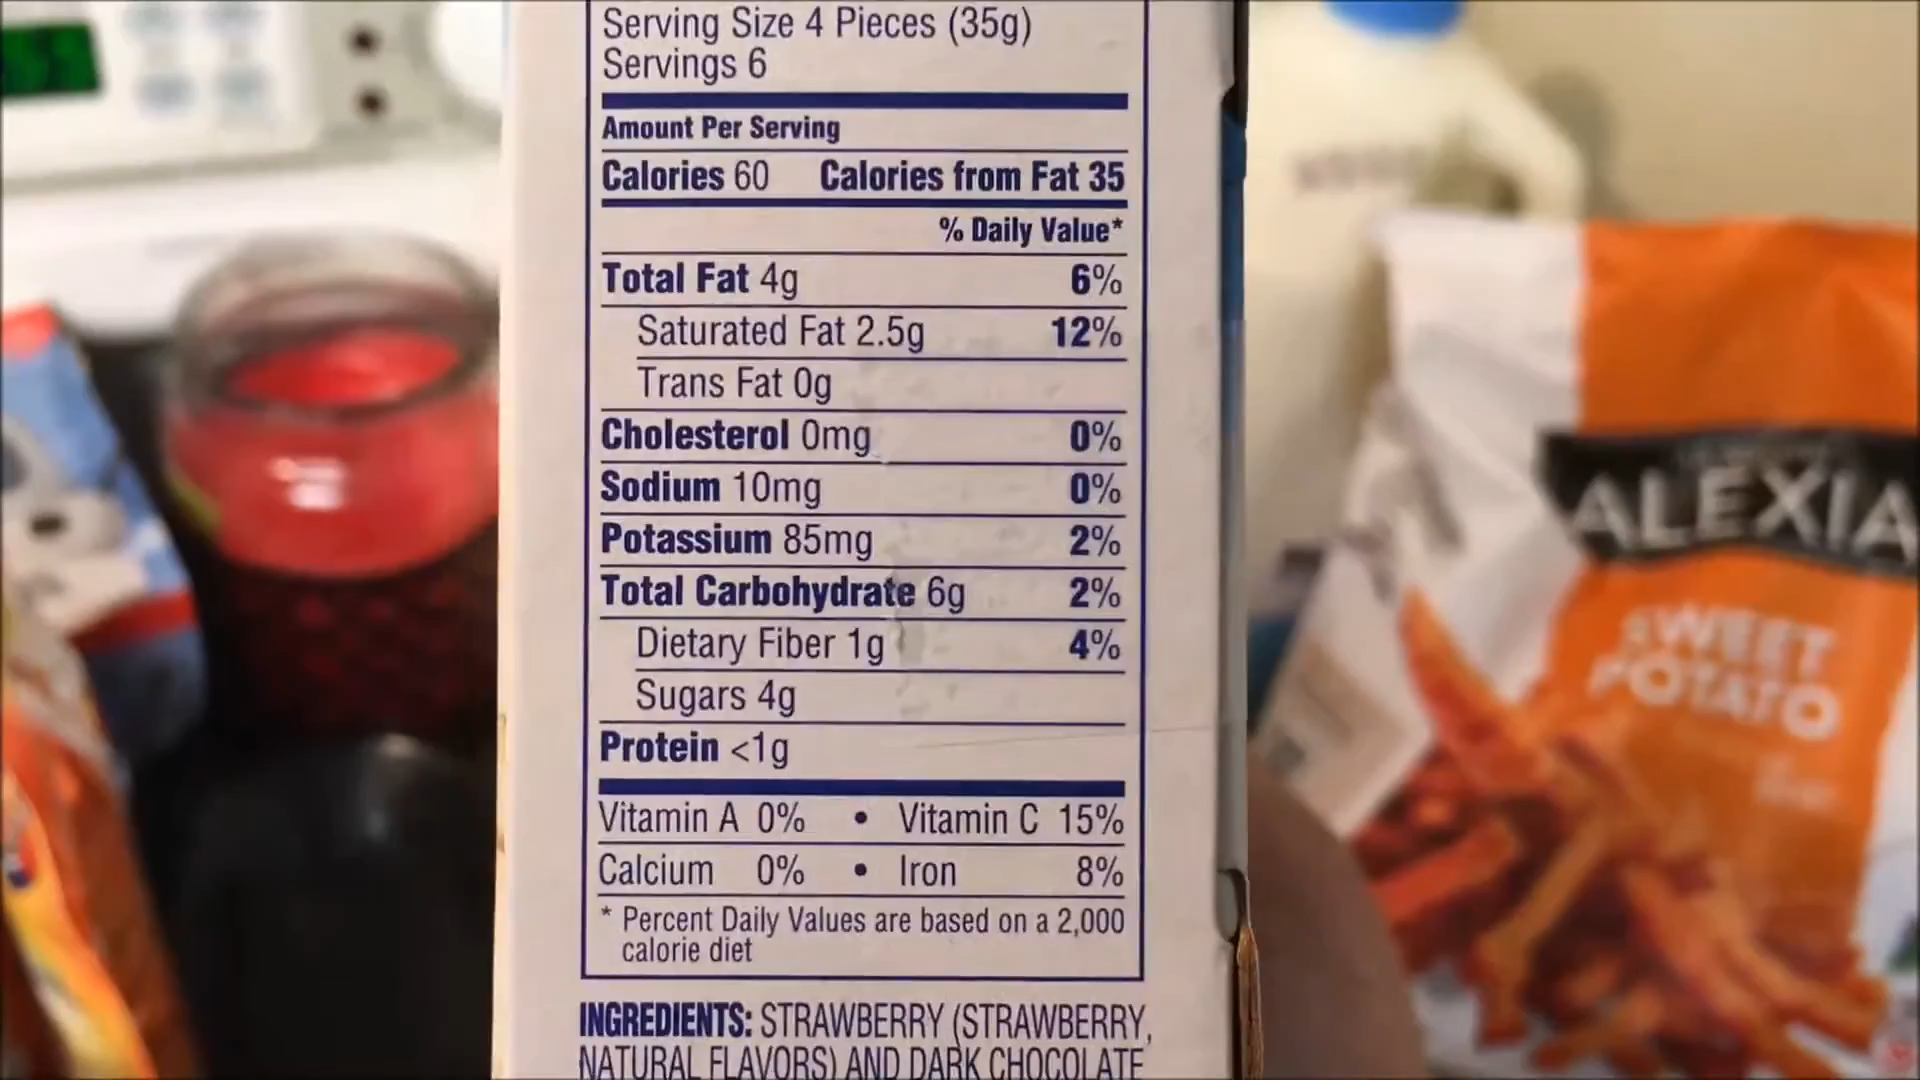 Serving Size 4 Pieces (35g)
Servings 6
Amount Per Serving
Calories 60 Calories from Fat 35
% Daily Value*
Total Fat 4g 6%
Saturated Fat 2.5g 12%
Trans Fat 0g
Cholesterol 0mg 0%
Sodium 10mg 0%
Potassium 85mg 2%
Total Carbohydrate 6g 2%
Dietary Fiber 1g 4%
Sugars 4g
Protein <1g
Vitamin A 0% • Vitamin C 15%
Calcium 0% • Iron 8%
* Percent Daily Values are based on a 2,000
calorie diet
INGREDIENTS: STRAWBERRY (STRAWBERRY,
NATURAL FLAVORS) AND DARK CHOCOLATE
ALEXIA
SWEET
POTATO